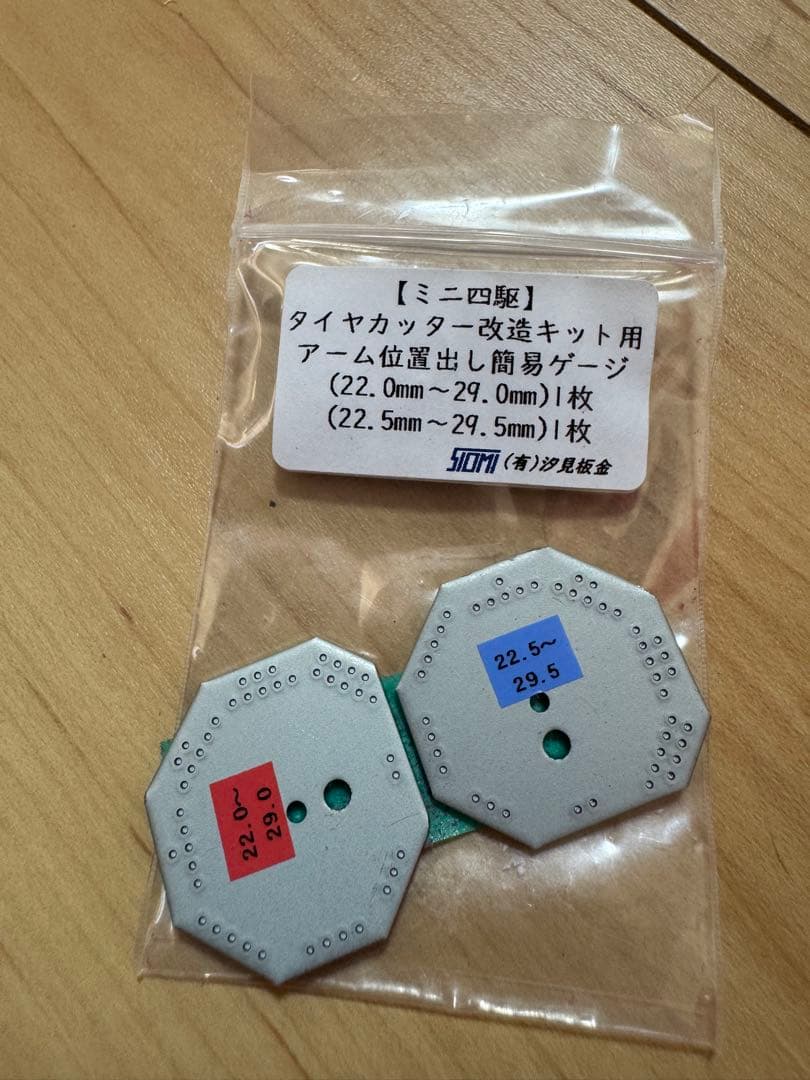 【ミニ四駆】
タイヤカッター改造キット用
アーム位置出し簡易ゲージ
(22.0mm～29.0mm)1枚
(22.5mm～29.5mm)1枚
SIOMI (有)汐見板金
22.5～
29.5
22.0～
29.0